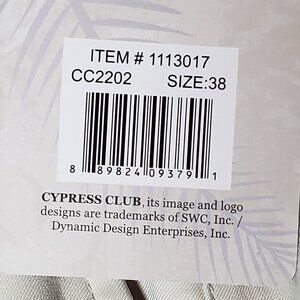 ITEM # 1113017
CC2202 SIZE:38
8 89824 09379 1
CYPRESS CLUB, its image and logo
designs are trademarks of SWC, Inc. /
Dynamic Design Enterprises, Inc.